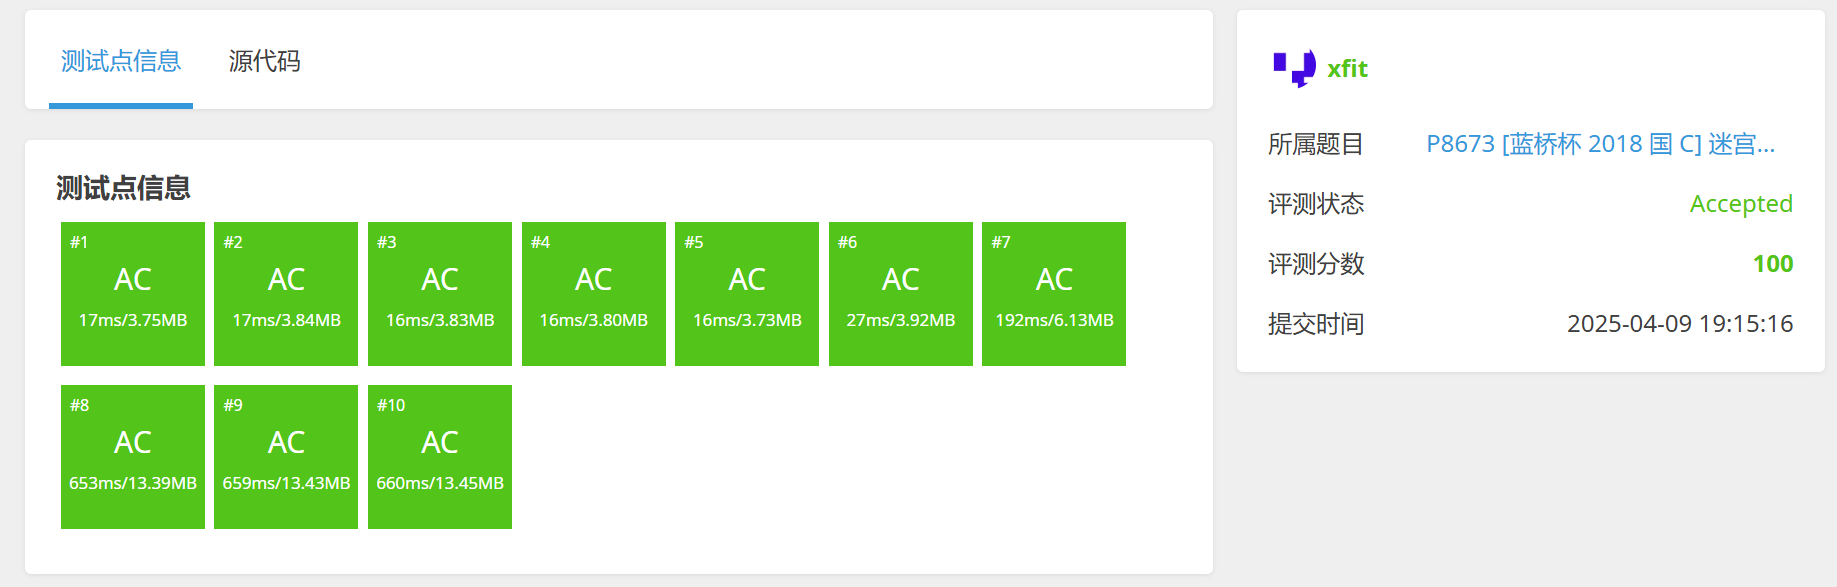 测试点信息 源代码
测试点信息
#1 #2 #3 #4 #5 #6 #7
AC AC AC AC AC AC AC
17ms/3.75MB 17ms/3.84MB 16ms/3.83MB 16ms/3.80MB 16ms/3.73MB 27ms/3.92MB 192ms/6.13MB
#8 #9 #10
AC AC AC
653ms/13.39MB 659ms/13.43MB 660ms/13.45MB
xfit
所属题目 P8673 [蓝桥杯 2018 国 C] 迷宫...
评测状态 Accepted
评测分数 100
提交时间 2025-04-09 19:15:16